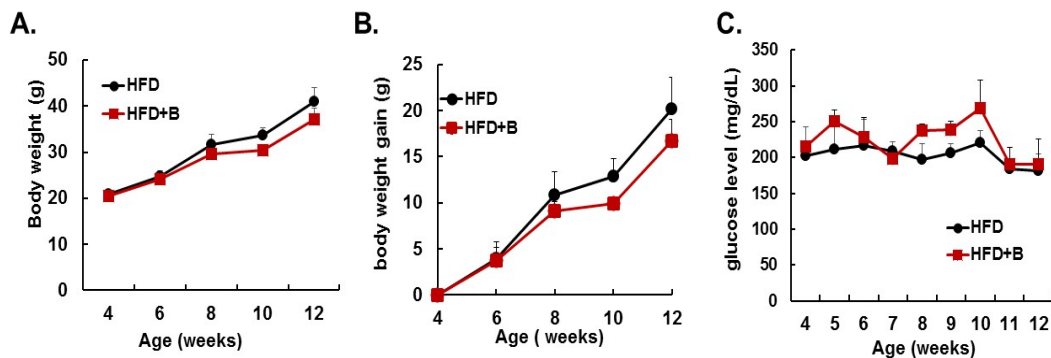 A.
Body weight (g)
50
40
30
20
10
0
HFD
HFD+B
4 6 8 10 12
Age (weeks)
B.
body weight gain (g)
25
20
15
10
5
0
HFD
HFD+B
4 6 8 10 12
Age ( weeks)
C.
glucose level (mg/dL)
350
300
250
200
150
100
50
0
HFD
HFD+B
4 5 6 7 8 9 10 11 12
Age (weeks)